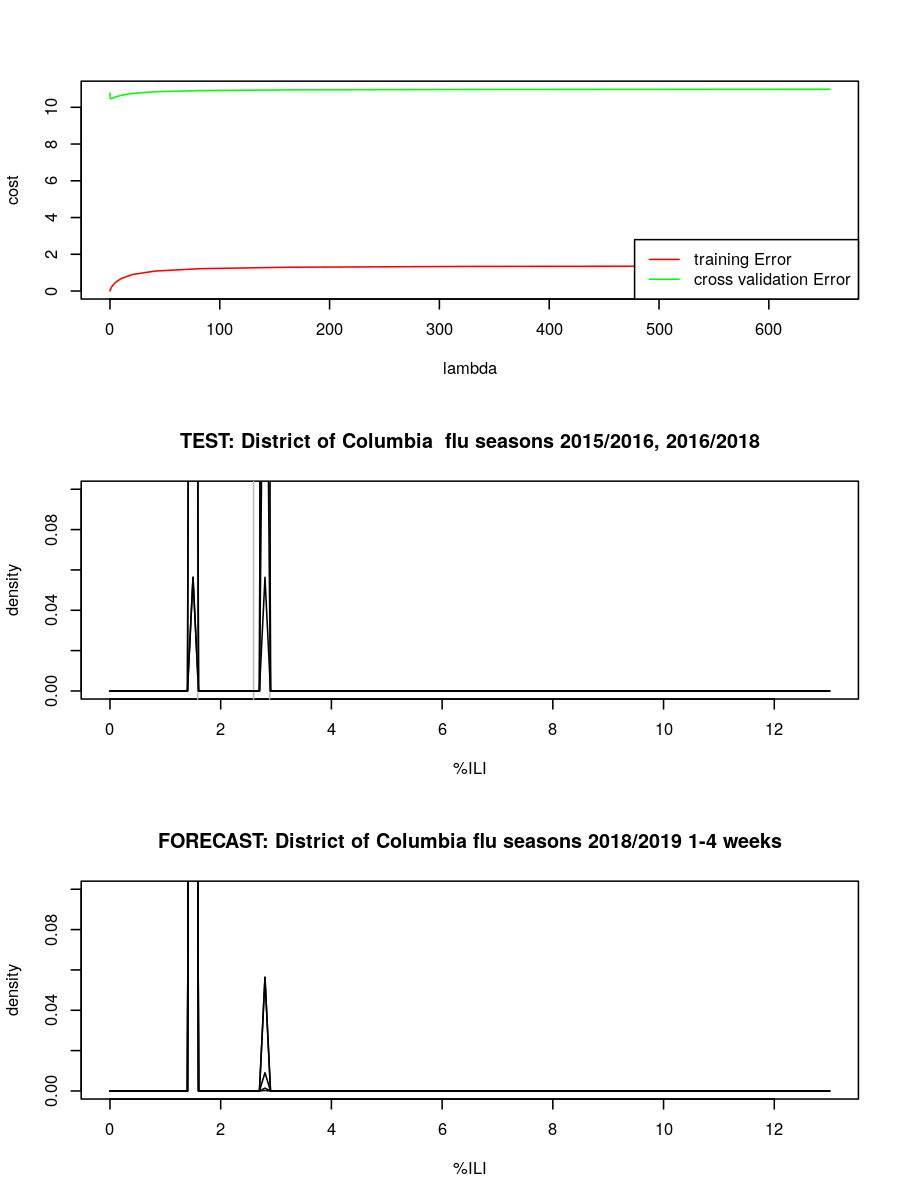 10
8
6
4
2
0
cost
training Error
cross validation Error
0 100 200 300 400 500 600
lambda
TEST: District of Columbia  flu seasons 2015/2016, 2016/2018
0.08
0.04
0.00
density
0 2 4 6 8 10 12
%ILI
FORECAST: District of Columbia flu seasons 2018/2019 1-4 weeks
0.08
0.04
0.00
density
0 2 4 6 8 10 12
%ILI